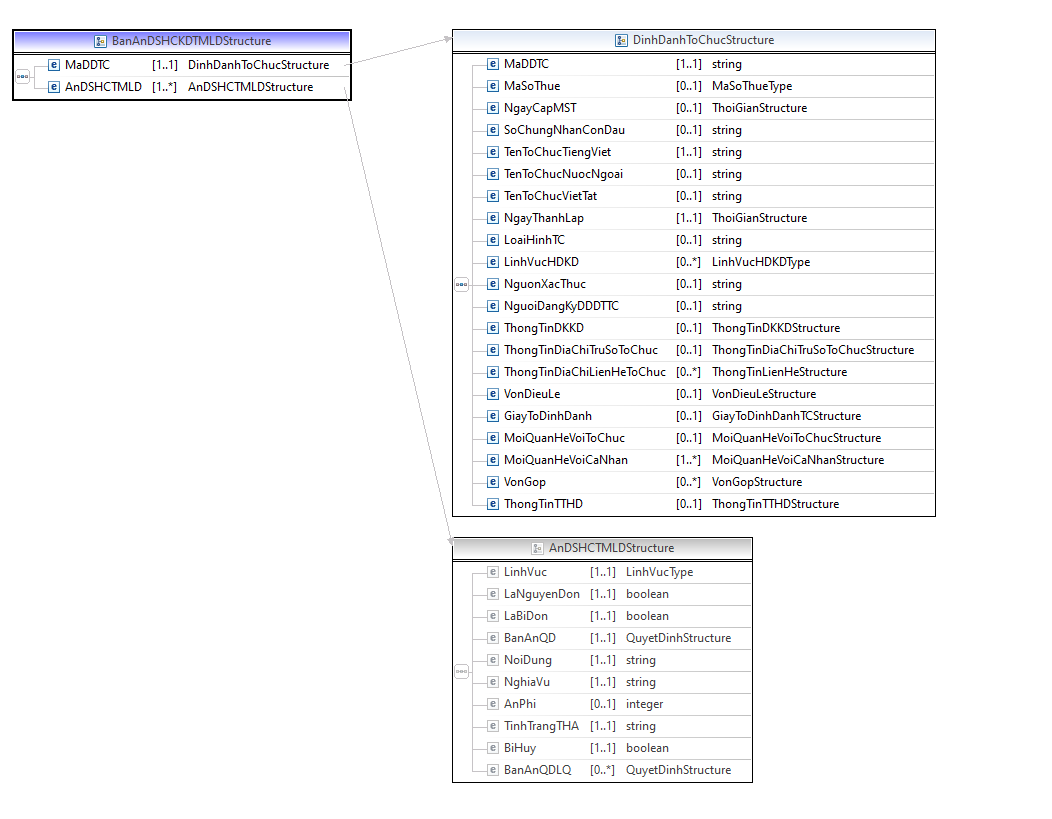 BanAnDSHCKDTMLDStructure
e MaDDTC [1..1] DinhDanhToChucStructure
e AnDSHCTMLD [1..*] AnDSHCTMLDStructure
DinhDanhToChucStructure
e MaDDTC [1..1] string
e MaSoThue [0..1] MaSoThueType
e NgayCapMST [0..1] ThoiGianStructure
e SoChungNhanConDau [0..1] string
e TenToChucTiengViet [1..1] string
e TenToChucNuocNgoai [0..1] string
e TenToChucVietTat [0..1] string
e NgayThanhLap [1..1] ThoiGianStructure
e LoaiHinhTC [0..1] string
e LinhVucHDKD [0..*] LinhVucHDKDType
e NguonXacThuc [0..1] string
e NguoiDangKyDDDTTC [0..1] string
e ThongTinDKKD [0..1] ThongTinDKKDStructure
e ThongTinDiaChiTruSoToChuc [0..1] ThongTinDiaChiTruSoToChucStructure
e ThongTinDiaChiLienHeToChuc [0..*] ThongTinLienHeStructure
e VonDieuLe [0..1] VonDieuLeStructure
e GiayToDinhDanh [0..1] GiayToDinhDanhTCStructure
e MoiQuanHeVoiToChuc [0..1] MoiQuanHeVoiToChucStructure
e MoiQuanHeVoiCaNhan [1..*] MoiQuanHeVoiCaNhanStructure
e VonGop [0..*] VonGopStructure
e ThongTinTTHD [0..1] ThongTinTTHDStructure
AnDSHCTMLDStructure
e LinhVuc [1..1] LinhVucType
e LaNguyenDon [1..1] boolean
e LaBiDon [1..1] boolean
e BanAnQD [1..1] QuyetDinhStructure
e NoiDung [1..1] string
e NghiaVu [1..1] string
e AnPhi [0..1] integer
e TinhTrangTHA [1..1] string
e BiHuy [1..1] boolean
e BanAnQDLQ [0..*] QuyetDinhStructure